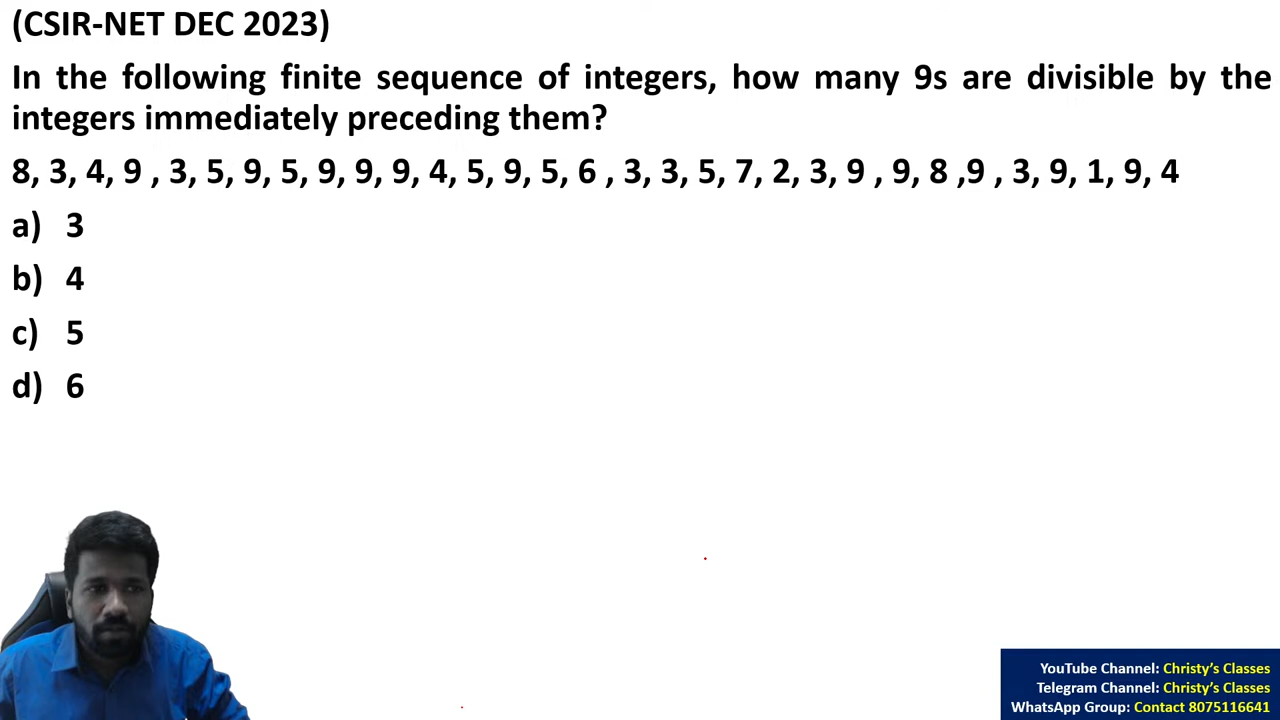 (CSIR-NET DEC 2023)
In the following finite sequence of integers, how many 9s are divisible by the
integers immediately preceding them?
8, 3, 4, 9 , 3, 5, 9, 5, 9, 9, 9, 4, 5, 9, 5, 6 , 3, 3, 5, 7, 2, 3, 9 , 9, 8 ,9 , 3, 9, 1, 9, 4
a) 3
b) 4
c) 5
d) 6
YouTube Channel: Christy's Classes
Telegram Channel: Christy's Classes
WhatsApp Group: Contact 8075116641